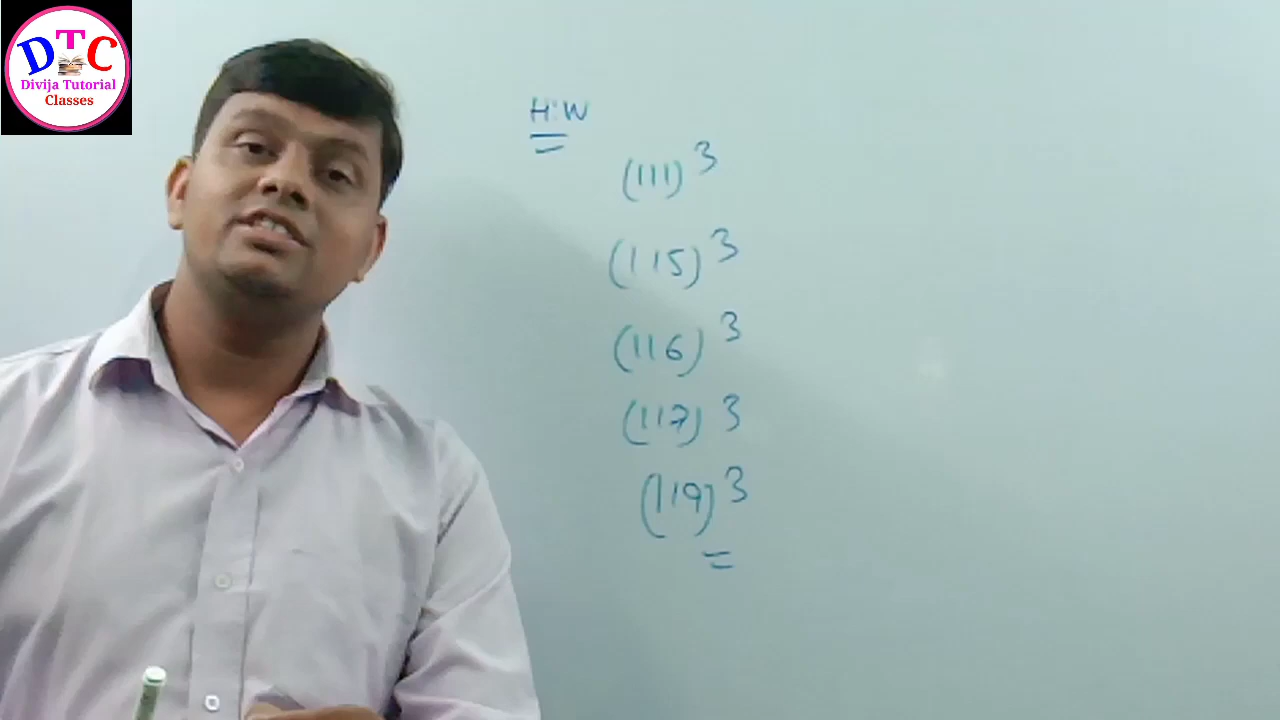 DTC
Divija Tutorial
Classes
H:W
(111)³
(115)³
(116)³
(117)³
(119)³